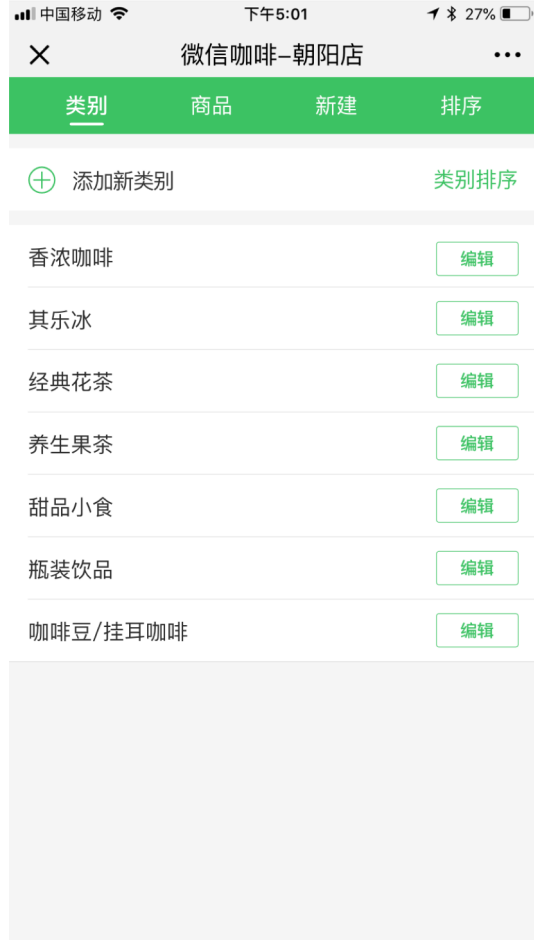 中国移动 下午5:01 27%
微信咖啡–朝阳店
类别 商品 新建 排序
添加新类别 类别排序
香浓咖啡 编辑
其乐冰 编辑
经典花茶 编辑
养生果茶 编辑
甜品小食 编辑
瓶装饮品 编辑
咖啡豆/挂耳咖啡 编辑